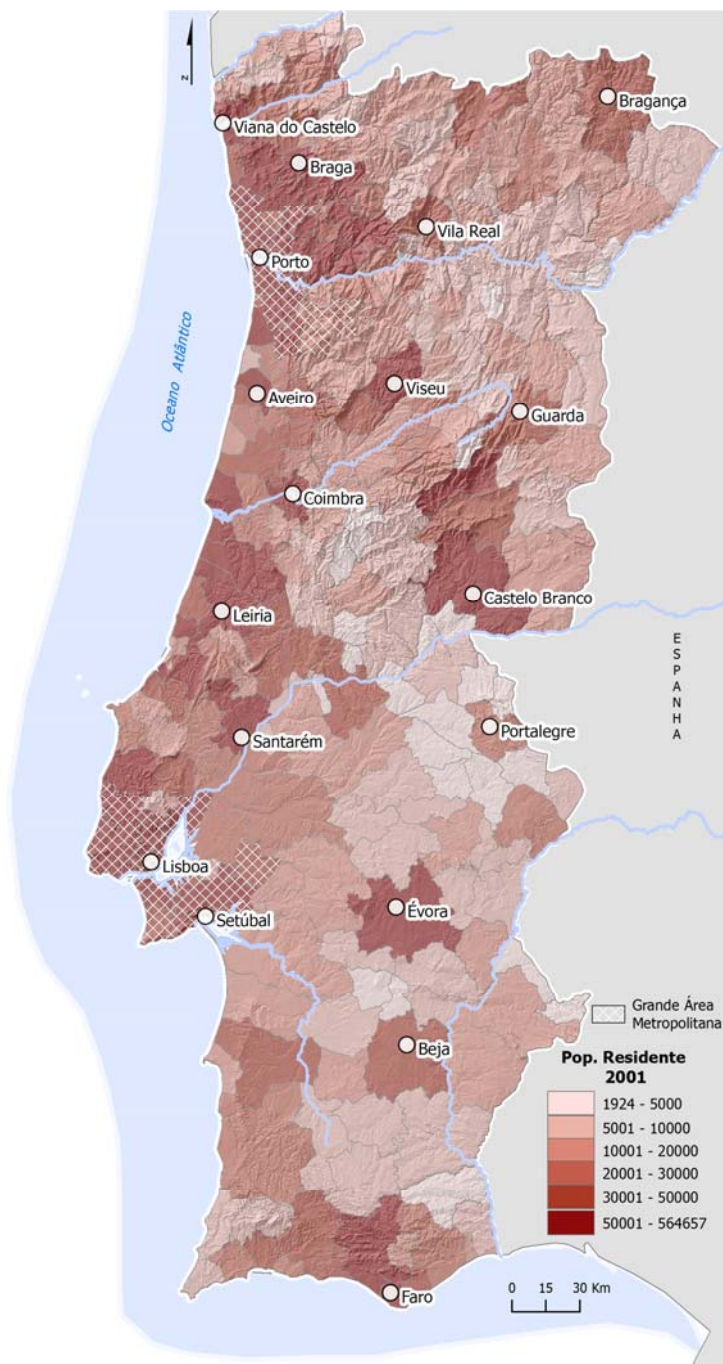 z
Bragança
Viana do Castelo
Braga
Vila Real
Porto
Oceano Atlântico
Viseu
Aveiro
Guarda
Coimbra
Castelo Branco
Leiria
ESPANHA
Portalegre
Santarém
Lisboa
Évora
Setúbal
Grande Área
Metropolitana
Beja
Pop. Residente
2001
1924 - 5000
5001 - 10000
10001 - 20000
20001 - 30000
30001 - 50000
50001 - 564657
0 15 30 Km
Faro